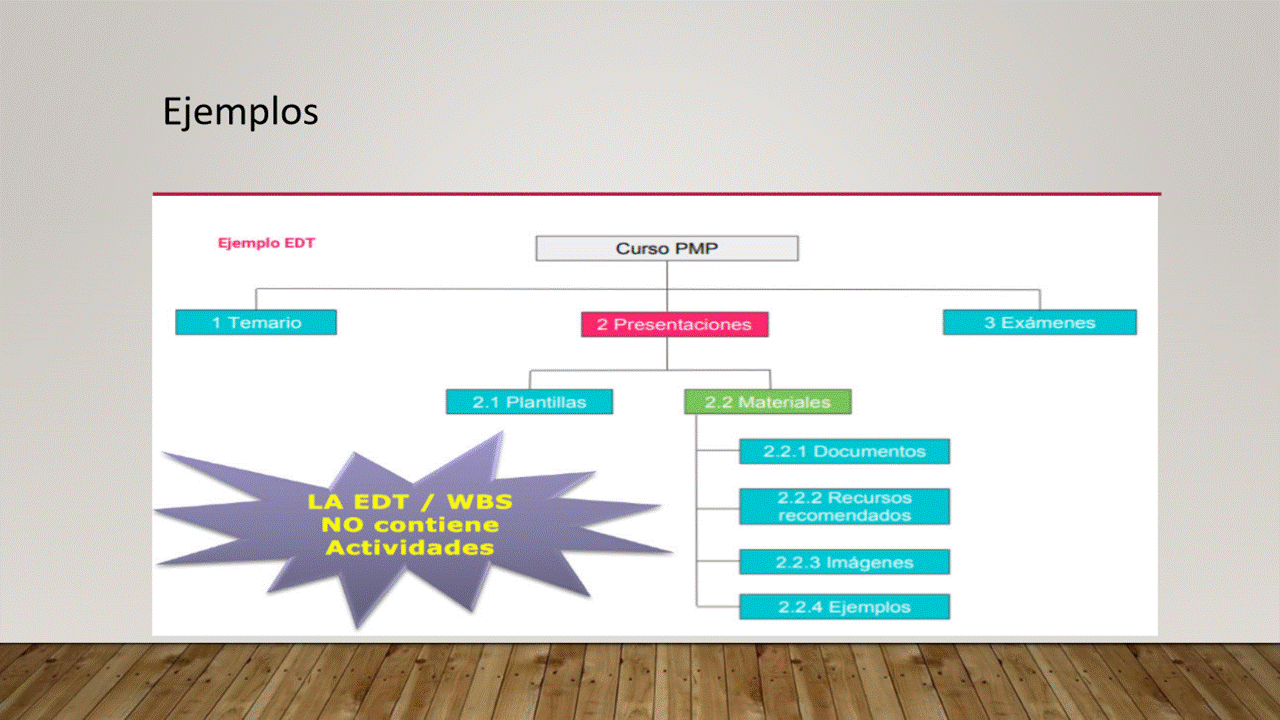 Ejemplos
Ejemplo EDT
Curso PMP
1 Temario
2 Presentaciones
3 Exámenes
2.1 Plantillas
2.2 Materiales
2.2.1 Documentos
2.2.2 Recursos
recomendados
2.2.3 Imágenes
2.2.4 Ejemplos
LA EDT / WBS
NO contiene
Actividades